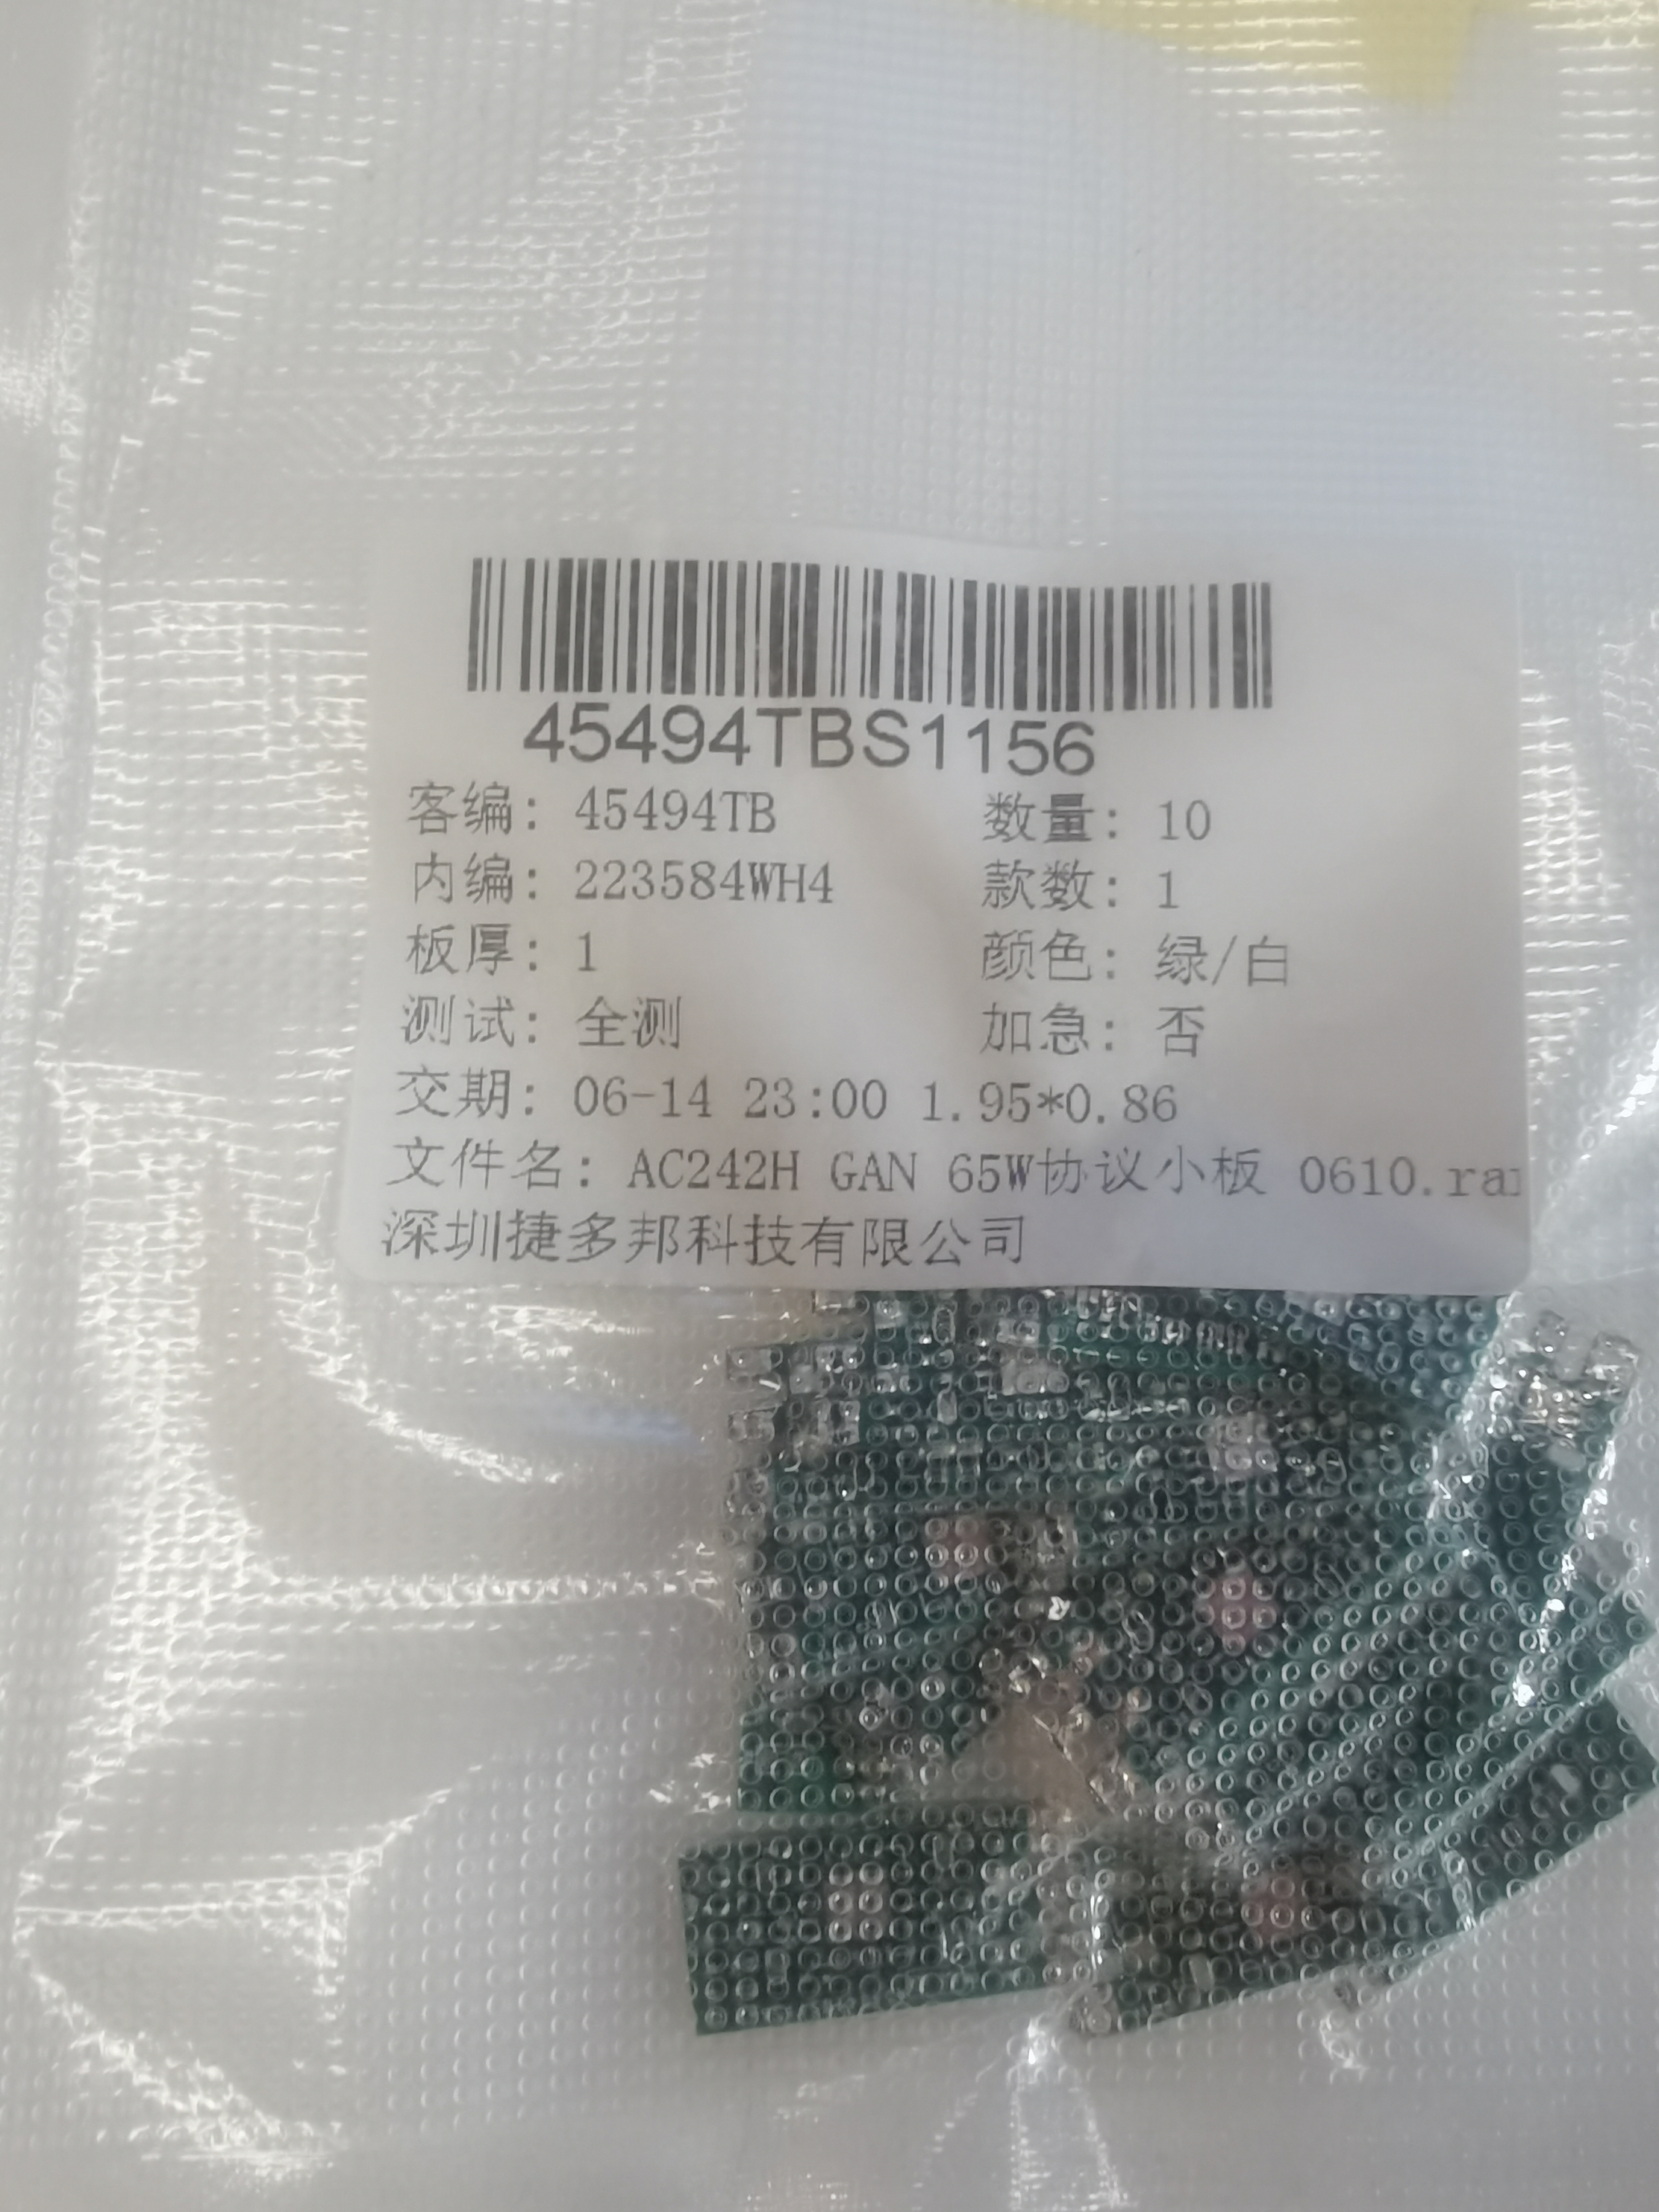 45494TBS1156
客编: 45494TB 数量: 10
内编: 223584WH4 款数: 1
板厚: 1 颜色: 绿/白
测试: 全测 加急: 否
交期: 06-14 23:00 1.95*0.86
文件名: AC242H GAN 65W协议小板 0610.rar
深圳捷多邦科技有限公司